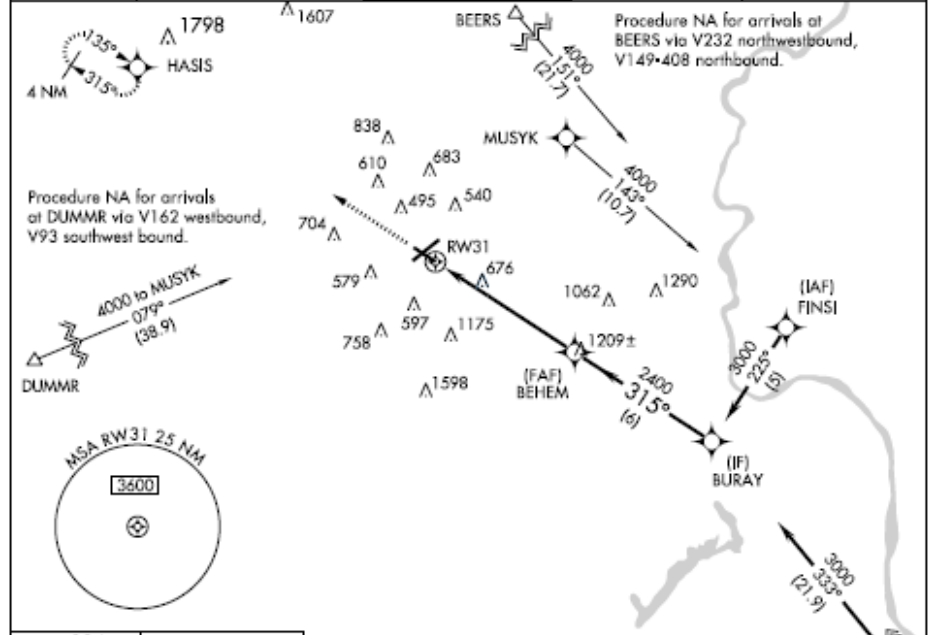 1798
1607
135°
315°
HASIS
4 NM
BEERS
4000
151°
(21.7)
Procedure NA for arrivals at
BEERS via V232 northwestbound,
V149•408 northbound.
MUSYK
4000
143°
(10.7)
838
610
683
495
540
704
Procedure NA for arrivals
at DUMMR via V162 westbound,
V93 southwest bound.
RW31
676
579
597
758
1175
1598
1062
1290
1209±
4000 to MUSYK
079°
(38.9)
DUMMR
(IAF)
FINSI
3000
225°
(5)
(FAF)
BEHEM
2400
315°
(6)
(IF)
BURAY
MSA RW31 25 NM
3600
3000
333°
(21.9)